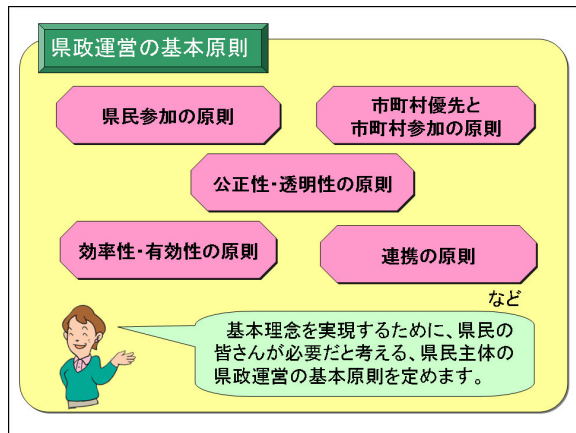 県政運営の基本原則
県民参加の原則
市町村優先と
市町村参加の原則
公正性・透明性の原則
効率性・有効性の原則
連携の原則
など
基本理念を実現するために、県民の
皆さんが必要だと考える、県民主体の
県政運営の基本原則を定めます。